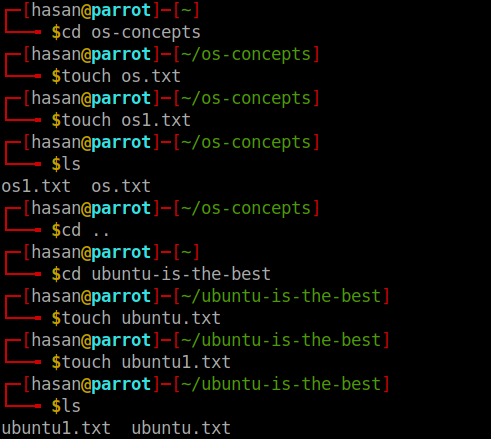 ┌─[hasan@parrot]─[~]
└──╼ $cd os-concepts
┌─[hasan@parrot]─[~/os-concepts]
└──╼ $touch os.txt
┌─[hasan@parrot]─[~/os-concepts]
└──╼ $touch os1.txt
┌─[hasan@parrot]─[~/os-concepts]
└──╼ $ls
os1.txt  os.txt
┌─[hasan@parrot]─[~/os-concepts]
└──╼ $cd ..
┌─[hasan@parrot]─[~]
└──╼ $cd ubuntu-is-the-best
┌─[hasan@parrot]─[~/ubuntu-is-the-best]
└──╼ $touch ubuntu.txt
┌─[hasan@parrot]─[~/ubuntu-is-the-best]
└──╼ $touch ubuntu1.txt
┌─[hasan@parrot]─[~/ubuntu-is-the-best]
└──╼ $ls
ubuntu1.txt  ubuntu.txt